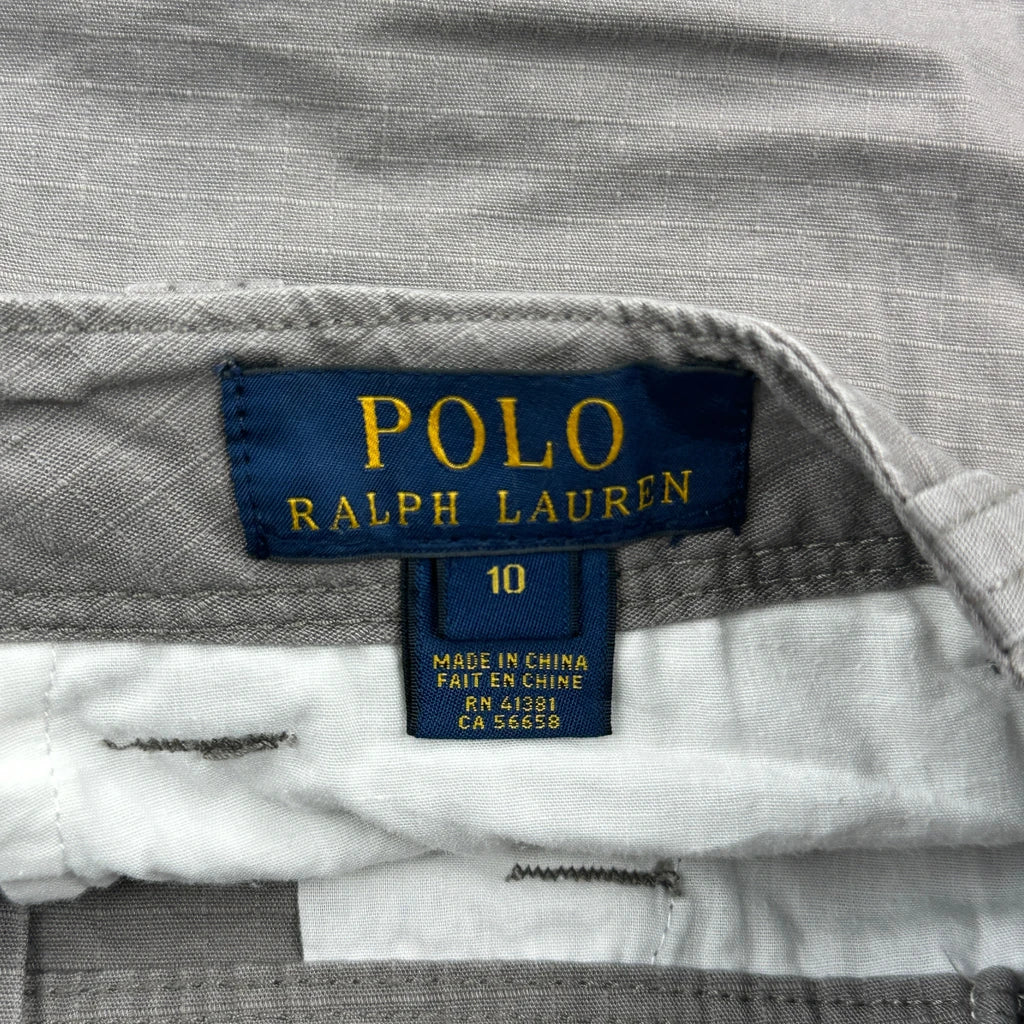 POLO
RALPH LAUREN
10
MADE IN CHINA
FAIT EN CHINE
RN 41381
CA 56658